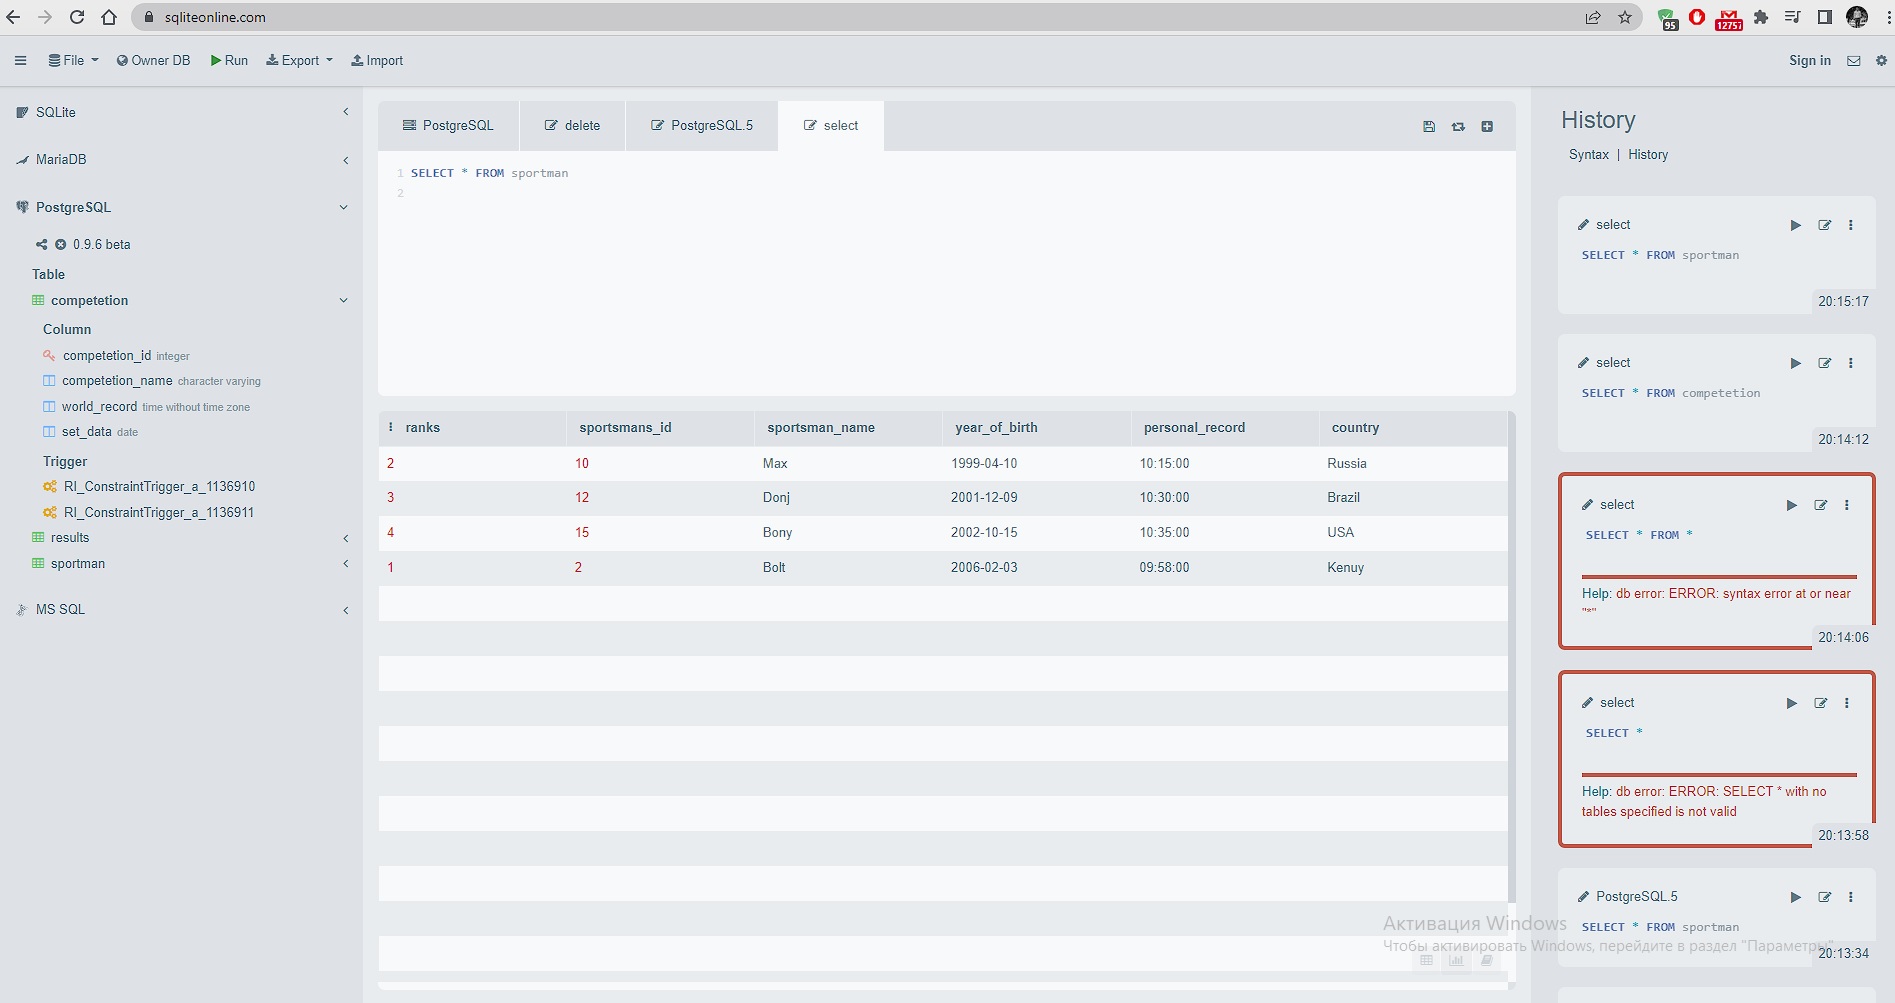 sqliteonline.com
95
12757
File
Owner DB
Run
Export
Import
Sign in
SQLite
MariaDB
PostgreSQL
0.9.6 beta
Table
competetion
Column
competetion_id integer
competetion_name character varying
world_record time without time zone
set_data date
Trigger
RI_ConstraintTrigger_a_1136910
RI_ConstraintTrigger_a_1136911
results
sportman
MS SQL
PostgreSQL delete PostgreSQL.5 select
1 SELECT * FROM sportman
2
ranks sportsmans_id sportsman_name year_of_birth personal_record country
2 10 Max 1999-04-10 10:15:00 Russia
3 12 Donj 2001-12-09 10:30:00 Brazil
4 15 Bony 2002-10-15 10:35:00 USA
1 2 Bolt 2006-02-03 09:58:00 Kenuy
History
Syntax | History
select
SELECT * FROM sportman
20:15:17
select
SELECT * FROM competetion
20:14:12
select
SELECT * FROM *
Help: db error: ERROR: syntax error at or near
"*"
20:14:06
select
SELECT *
Help: db error: ERROR: SELECT * with no
tables specified is not valid
20:13:58
PostgreSQL.5
SELECT * FROM sportman
20:13:34
Активация Windows
Чтобы активировать Windows, перейдите в раздел "Параметры".